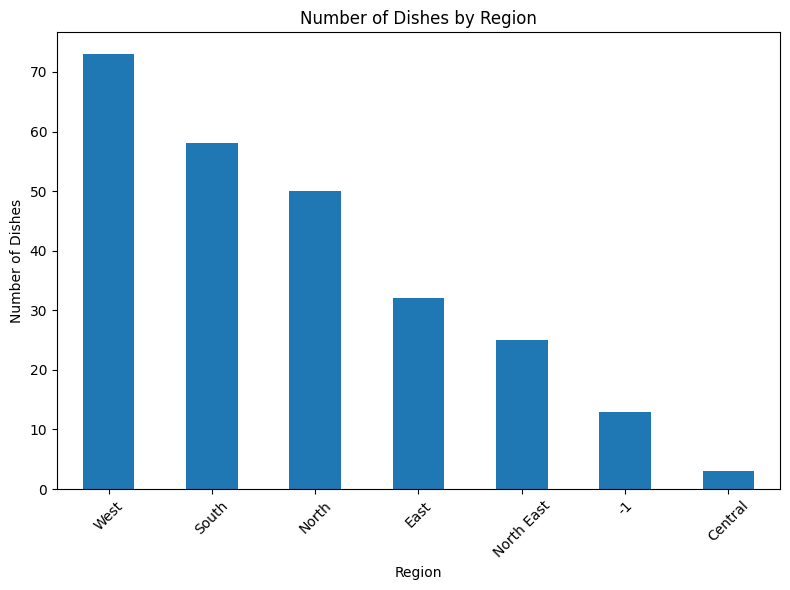 Number of Dishes by Region
Number of Dishes
70
60
50
40
30
20
10
0
West
South
North
East
North East
-1
Central
Region